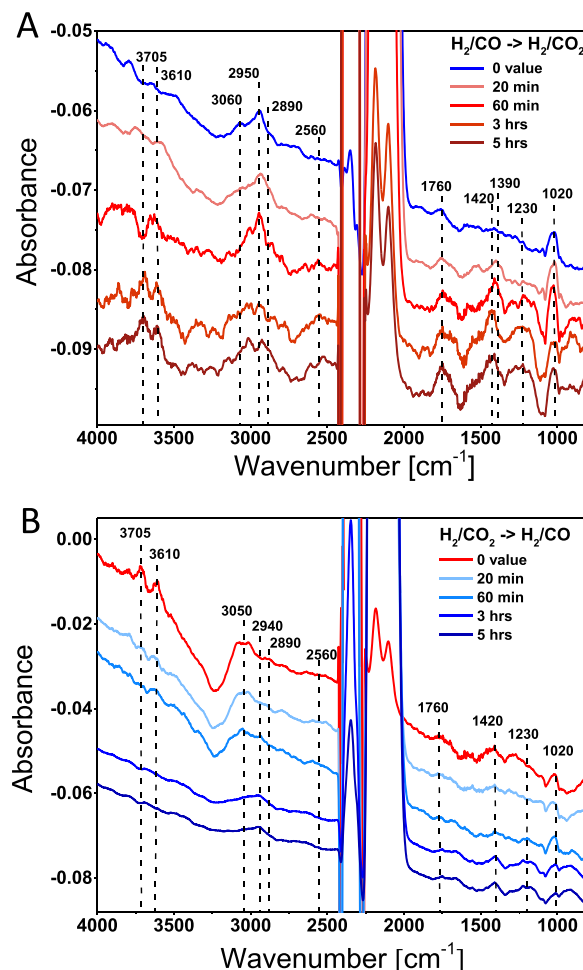 A
H₂/CO -> H₂/CO₂
0 value
20 min
60 min
3 hrs
5 hrs
3705
3610
3060
2950
2890
2560
1760
1420
1390
1230
1020
-0.05
-0.06
-0.07
-0.08
-0.09
Absorbance
4000 3500 3000 2500 2000 1500 1000
Wavenumber [cm⁻¹]
B
H₂/CO₂ -> H₂/CO
0 value
20 min
60 min
3 hrs
5 hrs
3705
3610
3050
2940
2890
2560
1760
1420
1230
1020
0.00
-0.02
-0.04
-0.06
-0.08
Absorbance
4000 3500 3000 2500 2000 1500 1000
Wavenumber [cm⁻¹]